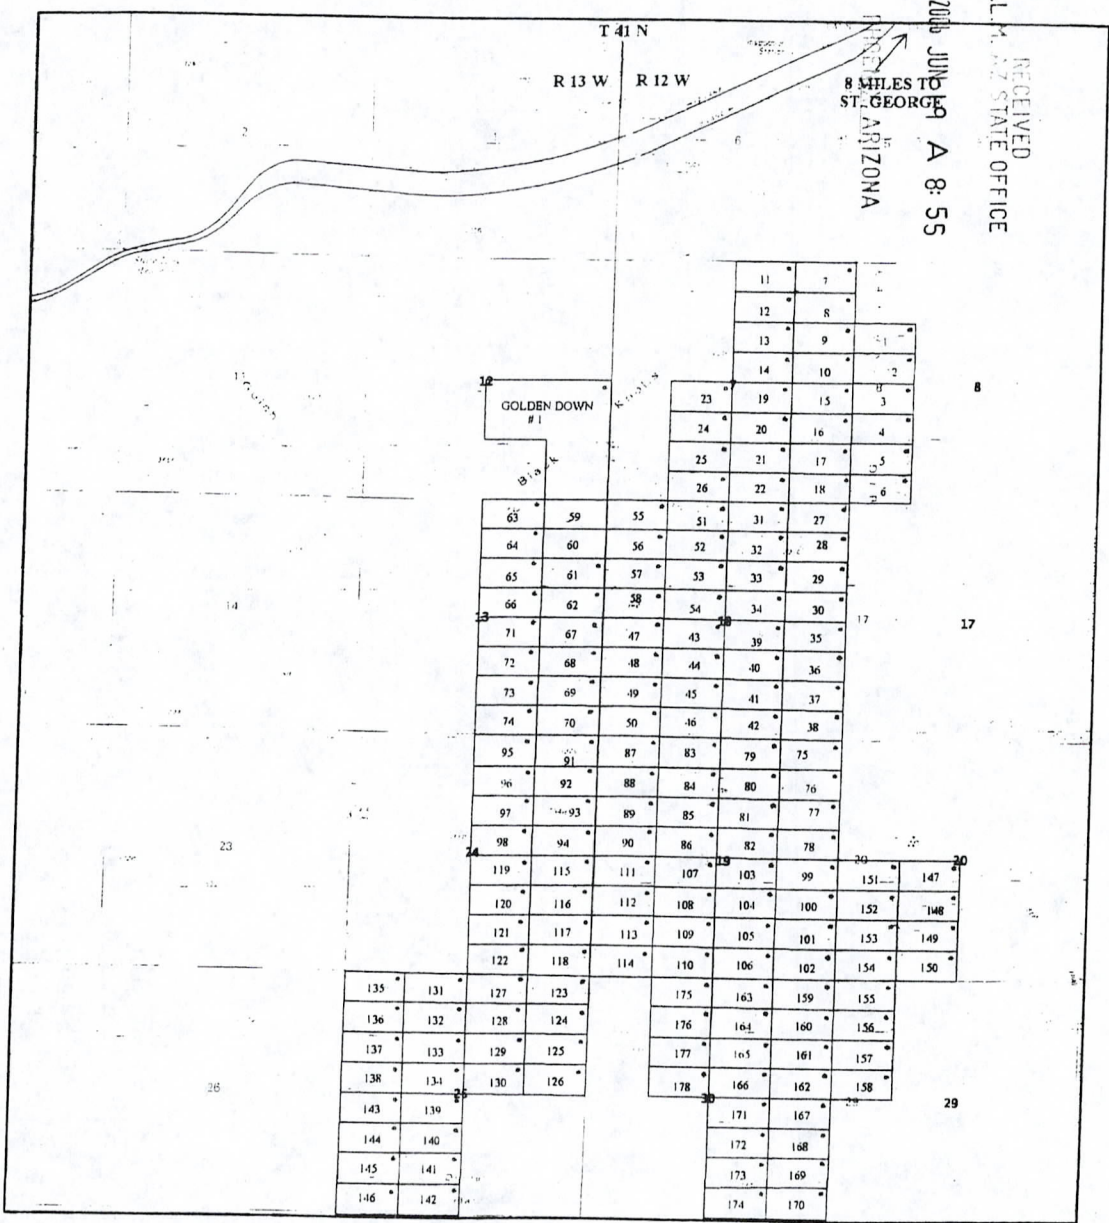 T 41 N
R 13 W R 12 W
8 MILES TO
ST. GEORGE
RECEIVED
STATE OFFICE
JUN 19 A 8:55
ARIZONA
2 6
11 7
12 8
13 9 1
14 10 2
12 7 8
23 19 15 3
GOLDEN DOWN
# 1
Knolls
24 20 16 4
25 21 17 5
Black
26 22 18 6
63 59 55 51 31 27
64 60 56 52 32 28
65 61 57 53 33 29
66 62 58 54 34 30
14 13 18 17 17
71 67 47 43 39 35
72 68 48 44 40 36
73 69 49 45 41 37
74 70 50 46 42 38
95 91 87 83 79 75
96 92 88 84 80 76
97 93 89 85 81 77
98 94 90 86 82 78
23 24 19 20 20
119 115 111 107 103 99 151 147
120 116 112 108 104 100 152 148
121 117 113 109 105 101 153 149
122 118 114 110 106 102 154 150
135 131 127 123 175 163 159 155
136 132 128 124 176 164 160 156
137 133 129 125 177 165 161 157
138 134 130 126 178 166 162 158
26 25 30 29 29
143 139 171 167
144 140 172 168
145 141 173 169
146 142 174 170